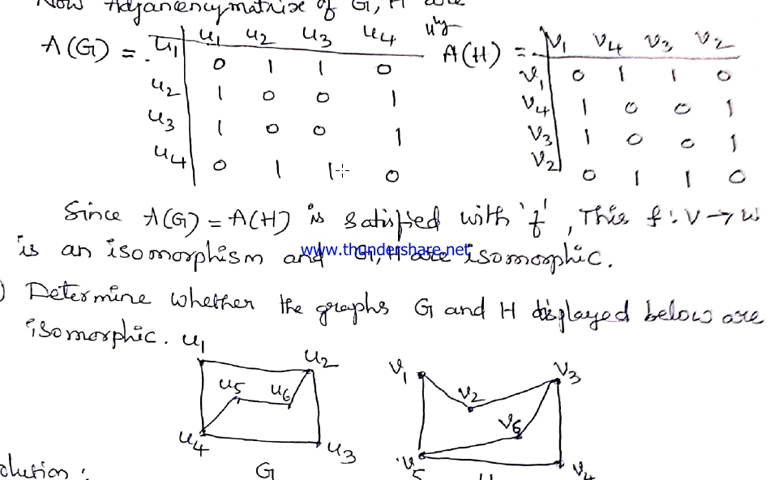 Now Adjancencymatrix of G, H are
A(G) = u1 u2 u3 u4 u'ly A(H) = v1 v4 v3 v2
u1 0 1 1 0 v1 0 1 1 0
u2 1 0 0 1 v4 1 0 0 1
u3 1 0 0 1 v3 1 0 0 1
u4 0 1 1 0 v2 0 1 1 0
Since A(G) = A(H) is satisfied with 'f', This f: V → W
is an isomorphism and G, H are isomorphic.
www.thundershare.net
) Determine whether the graphs G and H displayed below are
isomorphic.
u1 u2 v1 v3
u5 u6 v2
u4 u3 v6
v5 v4
G H
olution: